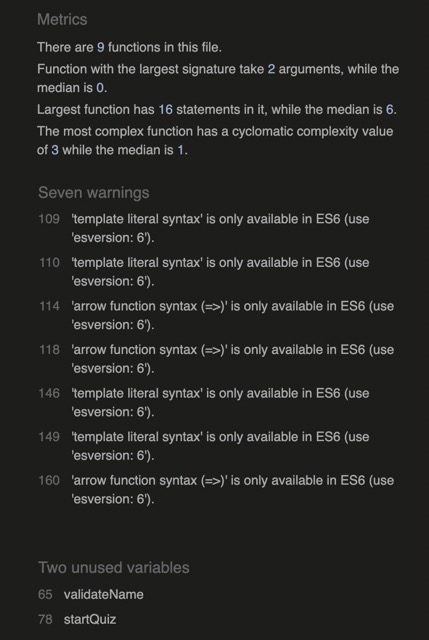 Metrics
There are 9 functions in this file.
Function with the largest signature take 2 arguments, while the
median is 0.
Largest function has 16 statements in it, while the median is 6.
The most complex function has a cyclomatic complexity value
of 3 while the median is 1.
Seven warnings
109 'template literal syntax' is only available in ES6 (use
'esversion: 6').
110 'template literal syntax' is only available in ES6 (use
'esversion: 6').
114 'arrow function syntax (=>)' is only available in ES6 (use
'esversion: 6').
118 'arrow function syntax (=>)' is only available in ES6 (use
'esversion: 6').
146 'template literal syntax' is only available in ES6 (use
'esversion: 6').
149 'template literal syntax' is only available in ES6 (use
'esversion: 6').
160 'arrow function syntax (=>)' is only available in ES6 (use
'esversion: 6').
Two unused variables
65 validateName
78 startQuiz